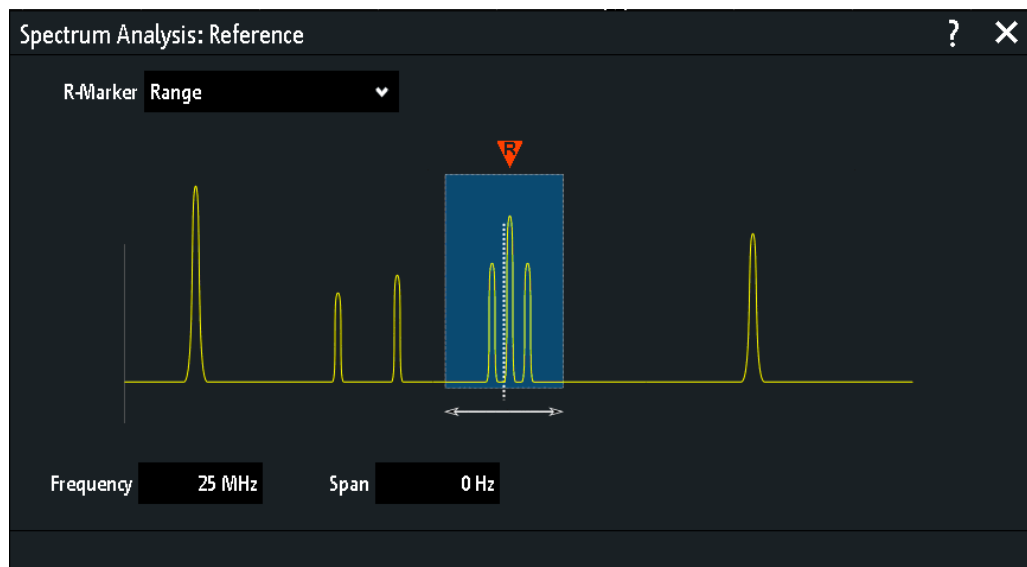 Spectrum Analysis: Reference ?
R-Marker Range
R
Frequency 25 MHz Span 0 Hz